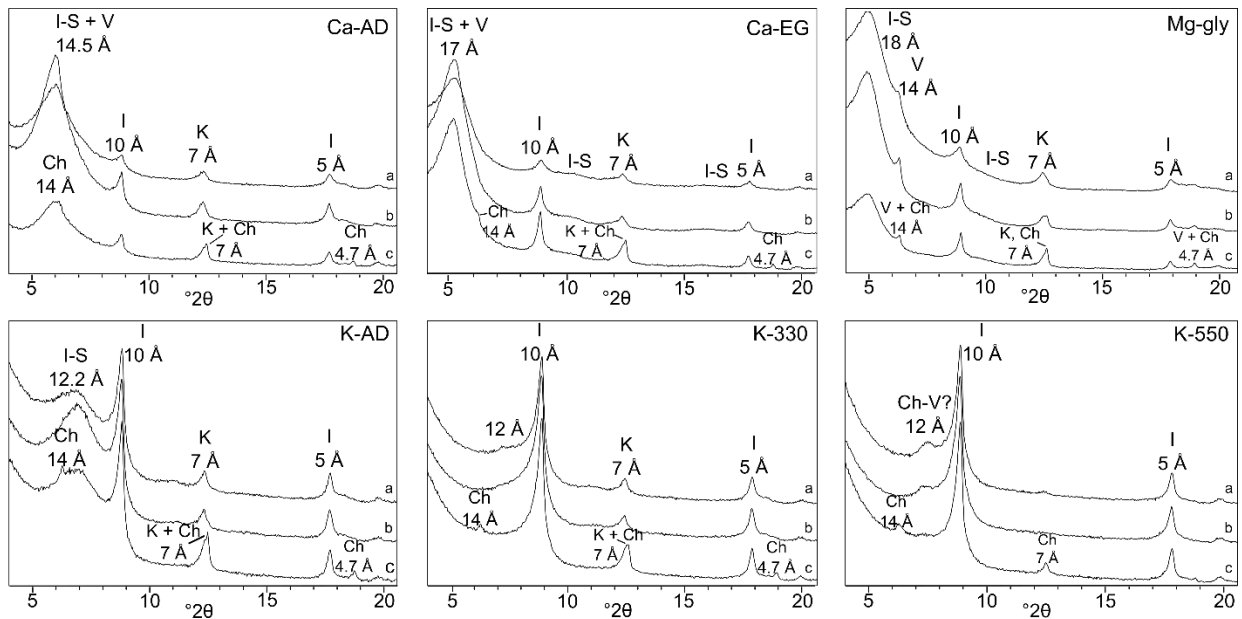 Ca-AD
I-S + V
14.5 Å
I
10 Å
K
7 Å
I
5 Å
Ch
14 Å
K + Ch
7 Å
Ch
4.7 Å
a
b
c
5
10
15
20
°2θ
Ca-EG
I-S + V
17 Å
I
10 Å
I-S
K
7 Å
I-S
I
5 Å
Ch
14 Å
K + Ch
7 Å
Ch
4.7 Å
a
b
c
5
10
15
20
°2θ
Mg-gly
I-S
18 Å
V
14 Å
I
10 Å
I-S
K
7 Å
I
5 Å
V + Ch
14 Å
K, Ch
7 Å
V + Ch
4.7 Å
a
b
c
5
10
15
20
°2θ
K-AD
I
10 Å
I-S
12.2 Å
K
7 Å
I
5 Å
Ch
14 Å
K + Ch
7 Å
Ch
4.7 Å
a
b
c
5
10
15
20
°2θ
K-330
I
10 Å
12 Å
K
7 Å
I
5 Å
Ch
14 Å
K + Ch
7 Å
Ch
4.7 Å
a
b
c
5
10
15
20
°2θ
K-550
I
10 Å
Ch-V?
12 Å
I
5 Å
Ch
14 Å
Ch
7 Å
a
b
c
5
10
15
20
°2θ